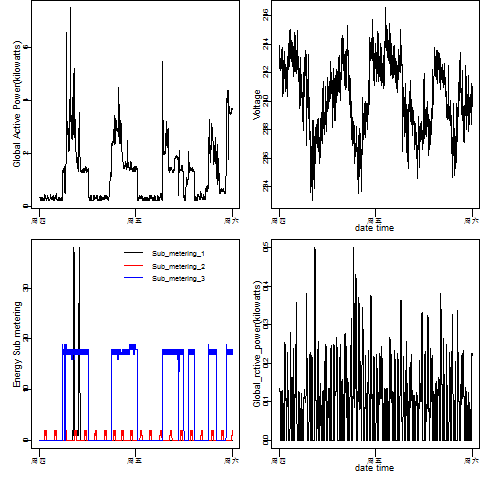 Global Active Power(kilowatts)
6
4
2
0
周四
周五
周六
Voltage
246
244
242
240
238
236
234
周四
周五
周六
date time
Energy Sub metering
30
20
10
0
Sub_metering_1
Sub_metering_2
Sub_metering_3
周四
周五
周六
Global_rctive_power(kilowatts)
0.5
0.4
0.3
0.2
0.1
0.0
周四
周五
周六
date time